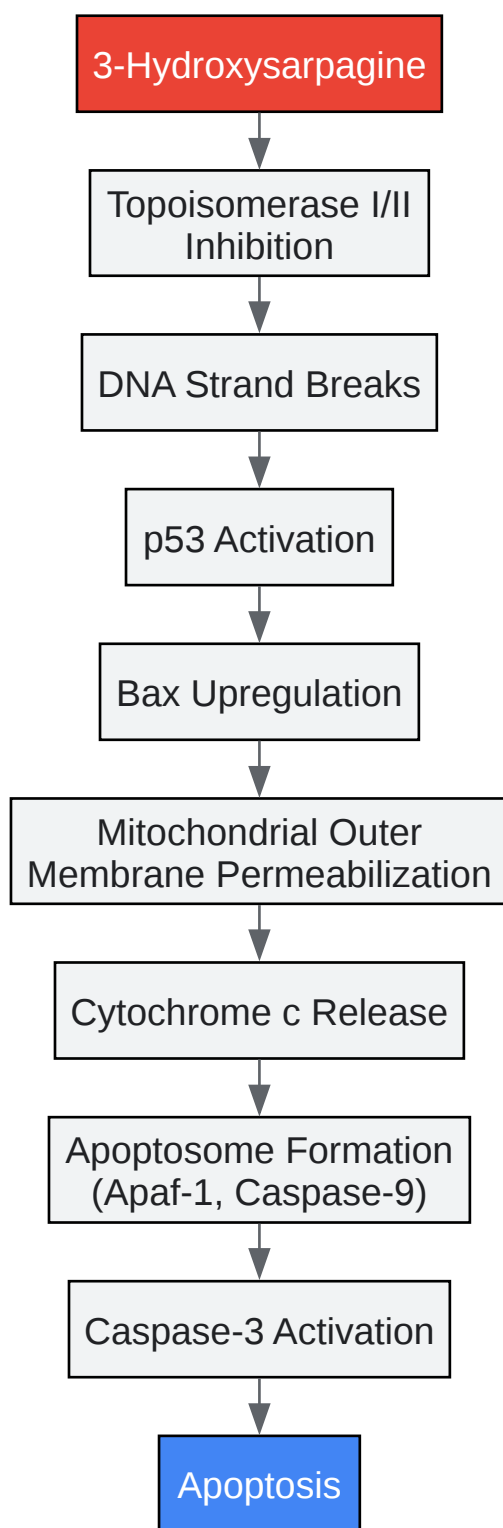 3-Hydroxysarpagine
Topoisomerase I/II
Inhibition
DNA Strand Breaks
p53 Activation
Bax Upregulation
Mitochondrial Outer
Membrane Permeabilization
Cytochrome c Release
Apoptosome Formation
(Apaf-1, Caspase-9)
Caspase-3 Activation
Apoptosis